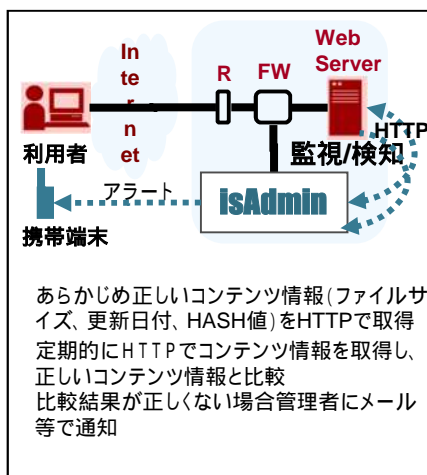 In
te
r
n
et
R
FW
Web
Server
HTTP
利用者
監視/検知
アラート
isAdmin
携帯端末
あらかじめ正しいコンテンツ情報(ファイルサ
イズ、更新日付、HASH値)をHTTPで取得
定期的にHTTPでコンテンツ情報を取得し、
正しいコンテンツ情報と比較
比較結果が正しくない場合管理者にメール
等で通知